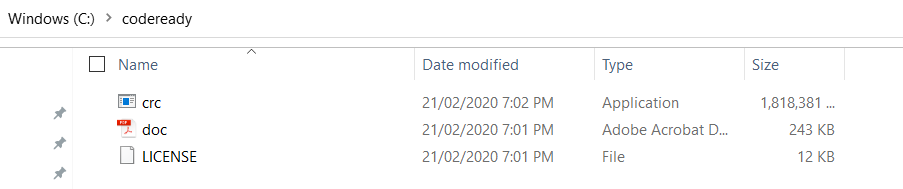 Windows (C:) > codeready
Name Date modified Type Size
crc 21/02/2020 7:02 PM Application 1,818,381 ...
PDF doc 21/02/2020 7:01 PM Adobe Acrobat D... 243 KB
LICENSE 21/02/2020 7:01 PM File 12 KB